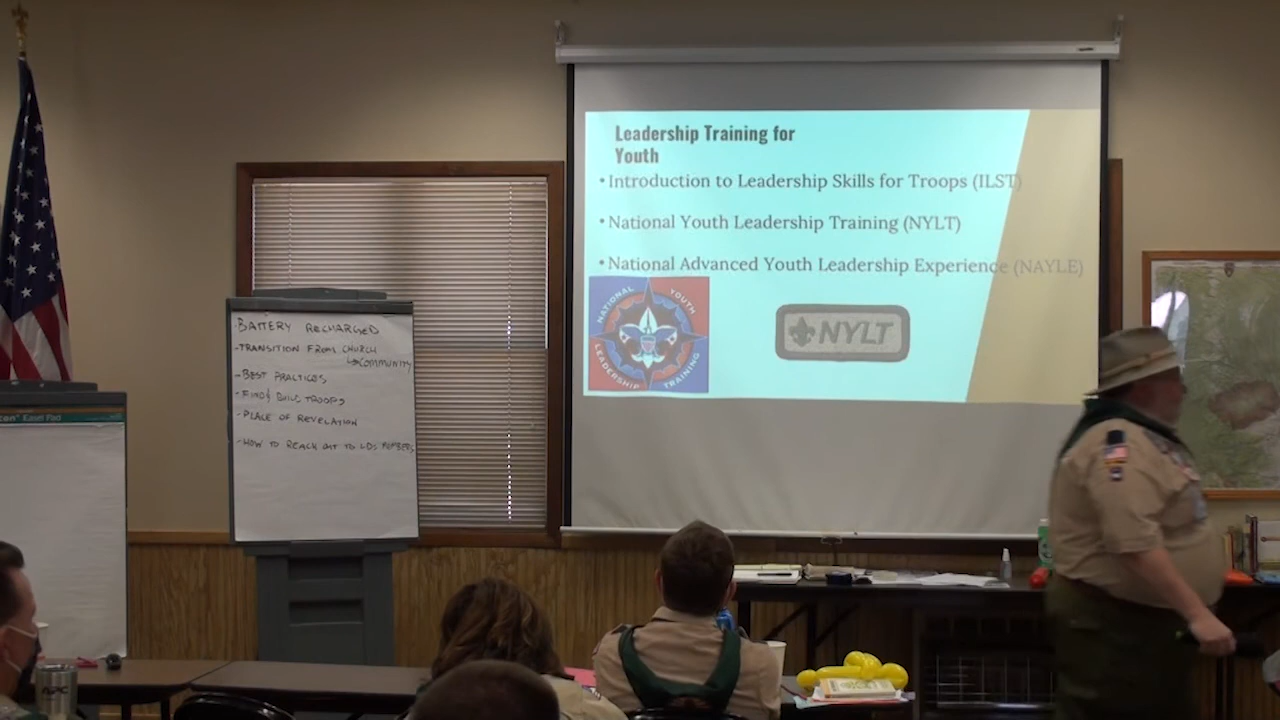 Leadership Training for
Youth
• Introduction to Leadership Skills for Troops (ILST)
• National Youth Leadership Training (NYLT)
• National Advanced Youth Leadership Experience (NAYLE)
NATIONAL YOUTH
LEADERSHIP TRAINING
NYLT
- BATTERY RECHARGED
- TRANSITION FROM CHURCH
↳ COMMUNITY
- BEST PRACTICES
- FIND & BUILD TROOPS
- PLACE OF REVELATION
- HOW TO REACH OUT TO LDS MEMBERS
Easel Pad